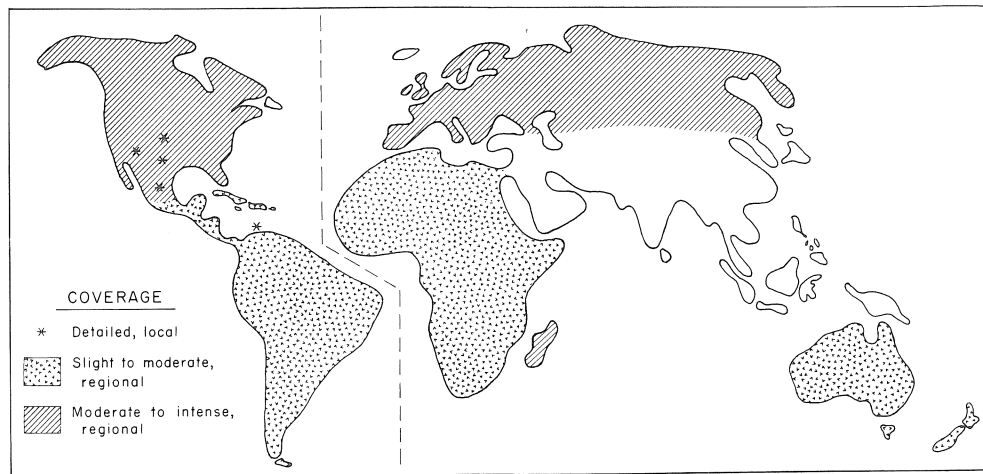 COVERAGE
* Detailed, local
Slight to moderate,
regional
Moderate to intense,
regional